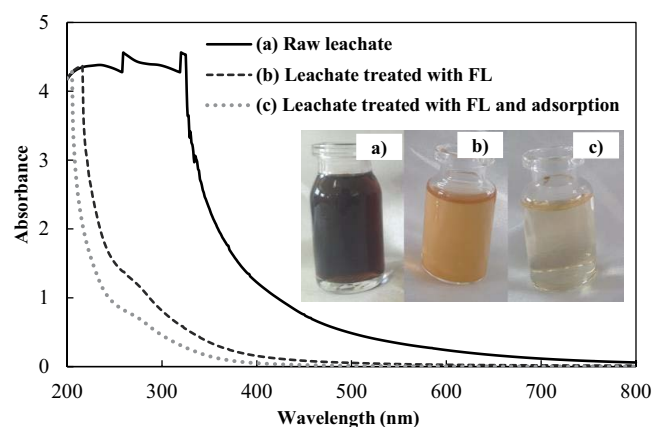 5
4
3
2
1
0
Absorbance
(a) Raw leachate
(b) Leachate treated with FL
(c) Leachate treated with FL and adsorption
a)
b)
c)
200 300 400 500 600 700 800
Wavelength (nm)